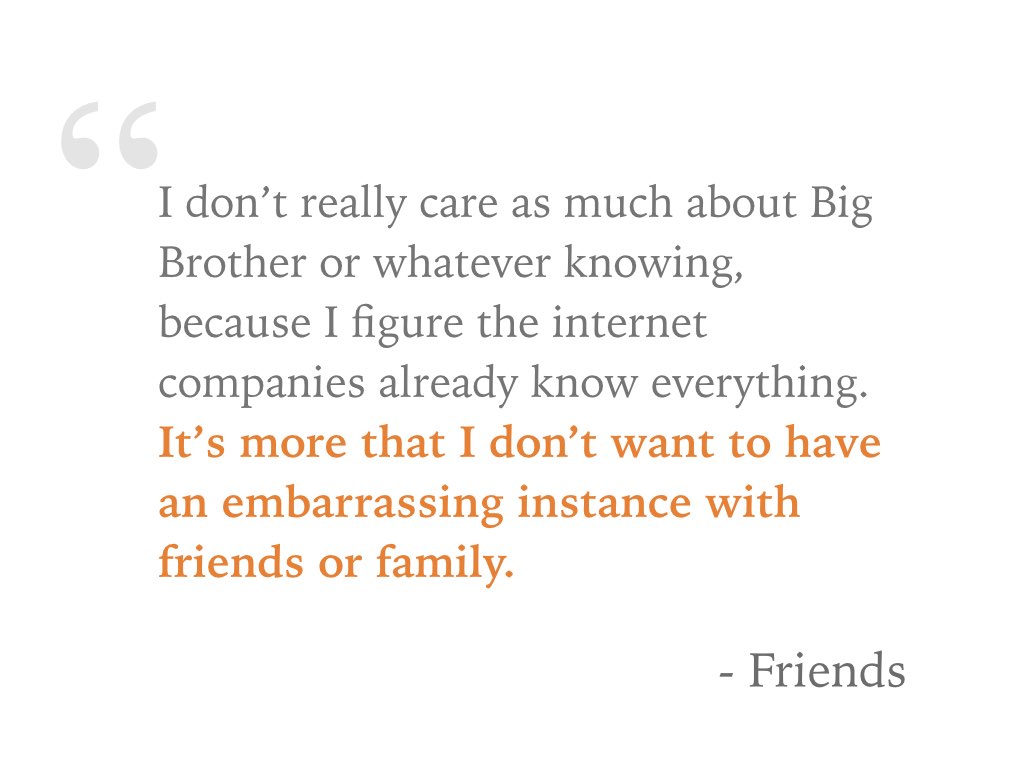 “
I don’t really care as much about Big
Brother or whatever knowing,
because I figure the internet
companies already know everything.
It’s more that I don’t want to have
an embarrassing instance with
friends or family.
- Friends